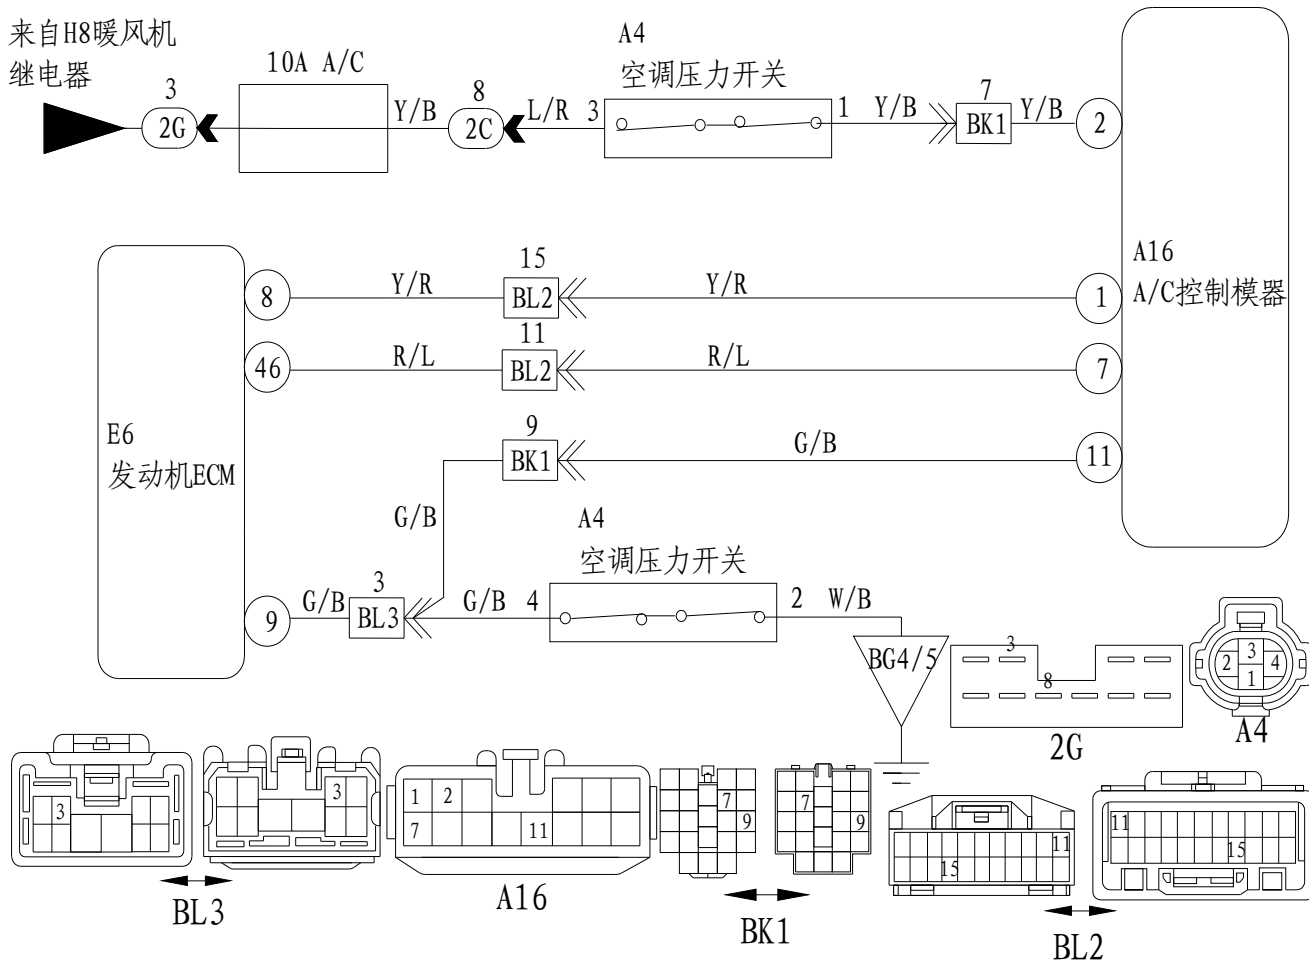 来自H8暖风机
继电器
3
2G
10A A/C
Y/B
8
2C
L/R
A4
空调压力开关
3
1
Y/B
7
BK1
Y/B
2
A16
A/C控制模器
E6
发动机ECM
8
Y/R
15
BL2
Y/R
1
46
R/L
11
BL2
R/L
7
9
BK1
G/B
11
G/B
9
G/B
3
BL3
G/B
A4
空调压力开关
4
2
W/B
BG4/5
3
8
2G
2
3
1
4
A4
3
3
BL3
1
2
7
11
A16
7
9
7
9
BK1
11
15
11
15
BL2